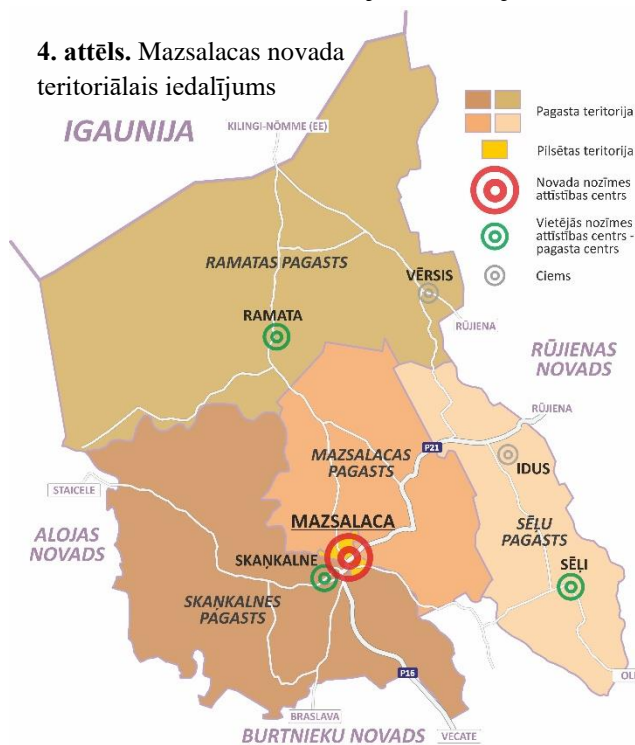 4. attēls. Mazsalacas novada
teritoriālais iedalījums
IGAUNIJA
KILINGI-NÕMME (EE)
Pagasta teritorija
Pilsētas teritorija
Novada nozīmes
attīstības centrs
Vietējās nozīmes
attīstības centrs -
pagasta centrs
Ciems
RAMATAS PAGASTS
VĒRSIS
RAMATA
RŪJIENA
RŪJIENAS
NOVADS
RŪJIENA
P21
MAZSALACAS
PAGASTS
IDUS
STAICELE
MAZSALACA
SĒĻU
PAGASTS
ALOJAS
NOVADS
SKAŅKALNE
SĒĻI
SKAŅKALNES
PAGASTS
P16
OL
BRASLAVA
BURTNIEKU NOVADS
VECATE